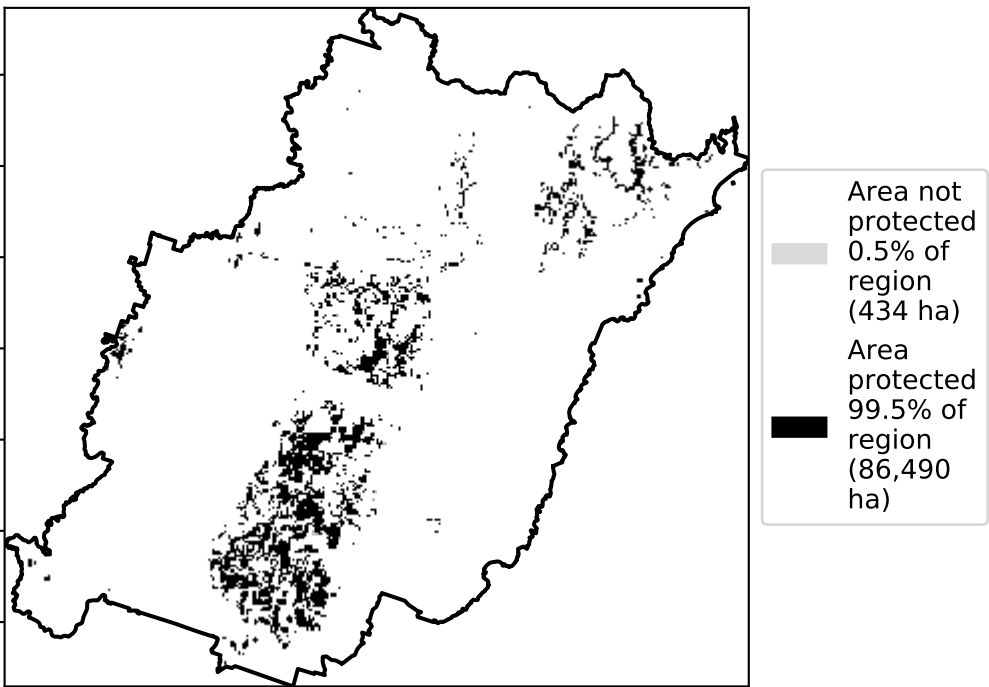 Area not
protected
0.5% of
region
(434 ha)
Area
protected
99.5% of
region
(86,490
ha)